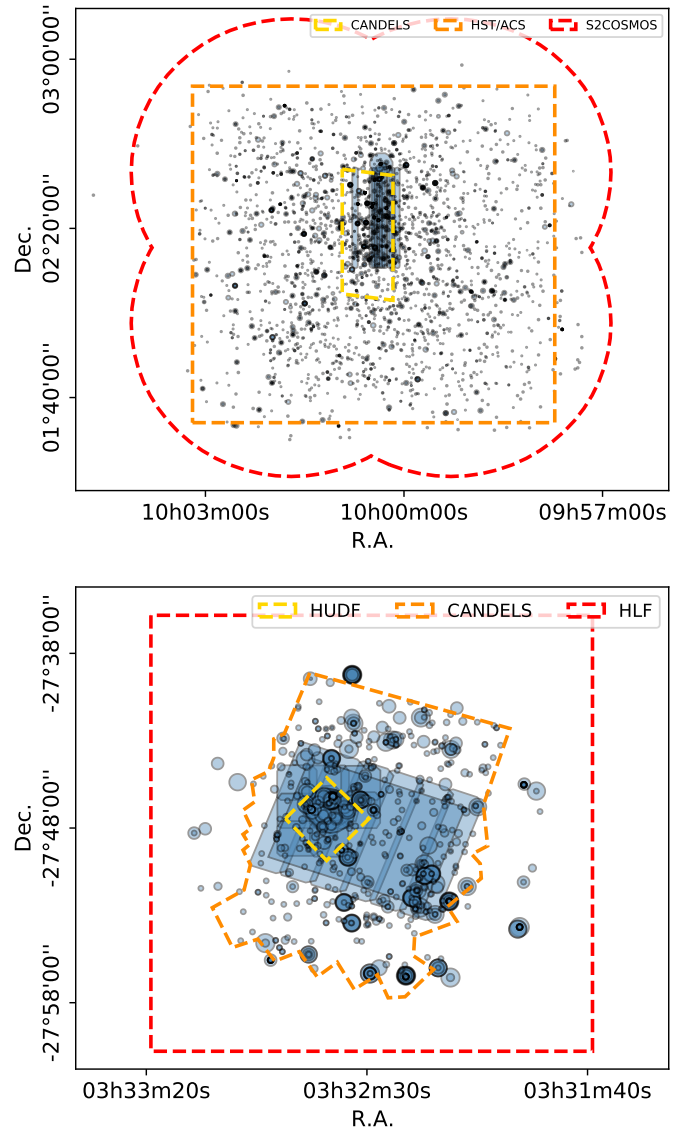 CANDELS HST/ACS S2COSMOS
03°00'00''
02°20'00''
01°40'00''
Dec.
10h03m00s 10h00m00s 09h57m00s
R.A.
HUDF CANDELS HLF
-27°38'00''
-27°48'00''
-27°58'00''
Dec.
03h33m20s 03h32m30s 03h31m40s
R.A.